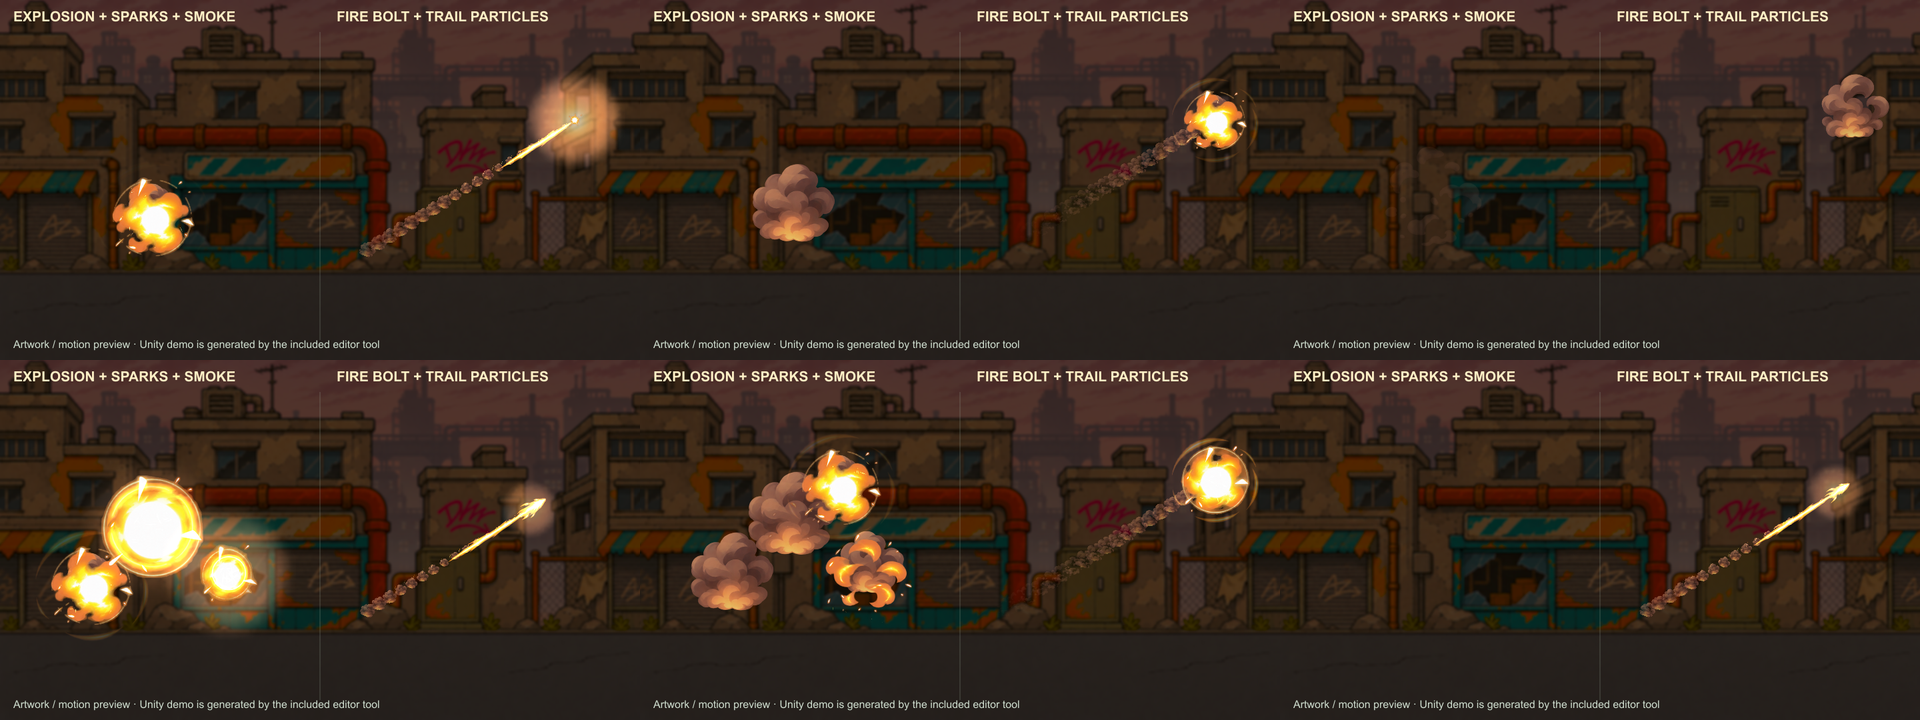 EXPLOSION + SPARKS + SMOKE
FIRE BOLT + TRAIL PARTICLES
EXPLOSION + SPARKS + SMOKE
FIRE BOLT + TRAIL PARTICLES
EXPLOSION + SPARKS + SMOKE
FIRE BOLT + TRAIL PARTICLES
Artwork / motion preview · Unity demo is generated by the included editor tool
Artwork / motion preview · Unity demo is generated by the included editor tool
Artwork / motion preview · Unity demo is generated by the included editor tool
EXPLOSION + SPARKS + SMOKE
FIRE BOLT + TRAIL PARTICLES
EXPLOSION + SPARKS + SMOKE
FIRE BOLT + TRAIL PARTICLES
EXPLOSION + SPARKS + SMOKE
FIRE BOLT + TRAIL PARTICLES
Artwork / motion preview · Unity demo is generated by the included editor tool
Artwork / motion preview · Unity demo is generated by the included editor tool
Artwork / motion preview · Unity demo is generated by the included editor tool